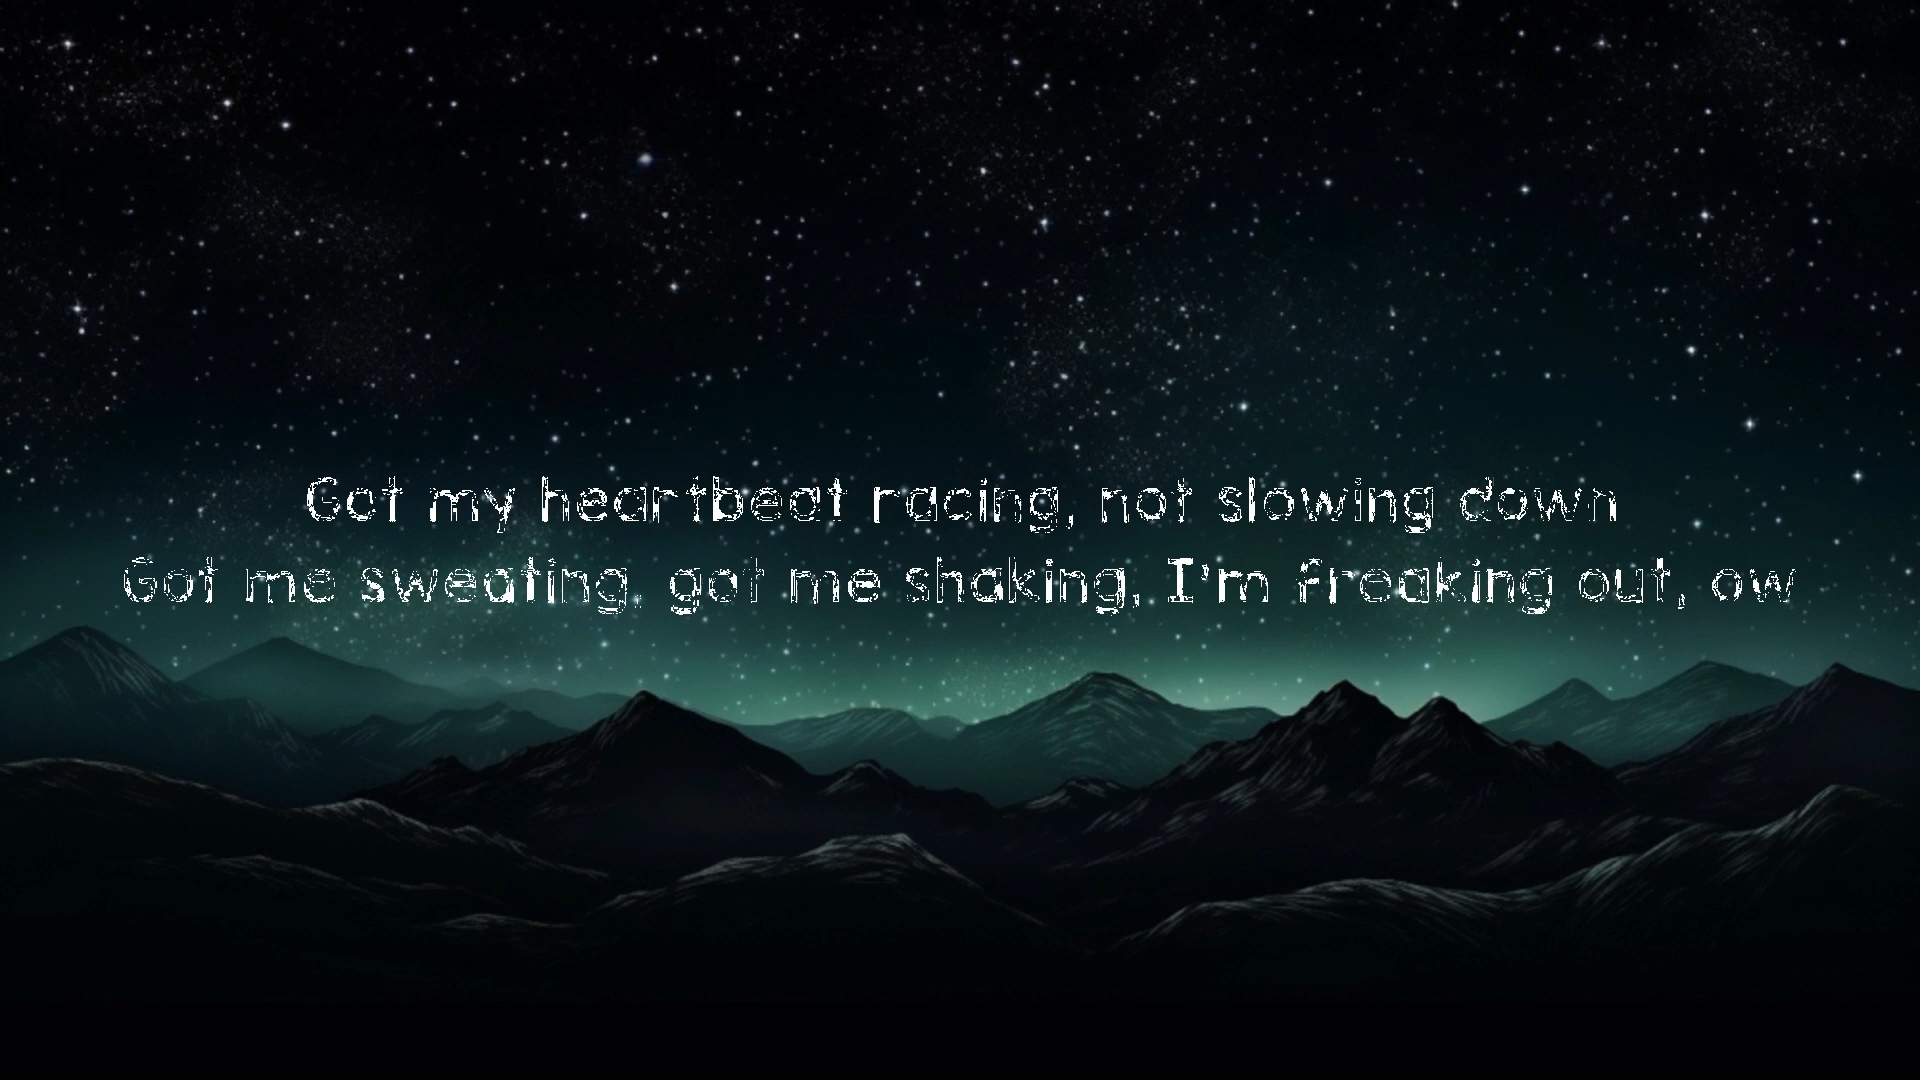 Got my heartbeat racing, not slowing down
Got me sweating, got me shaking, I'm freaking out, ow